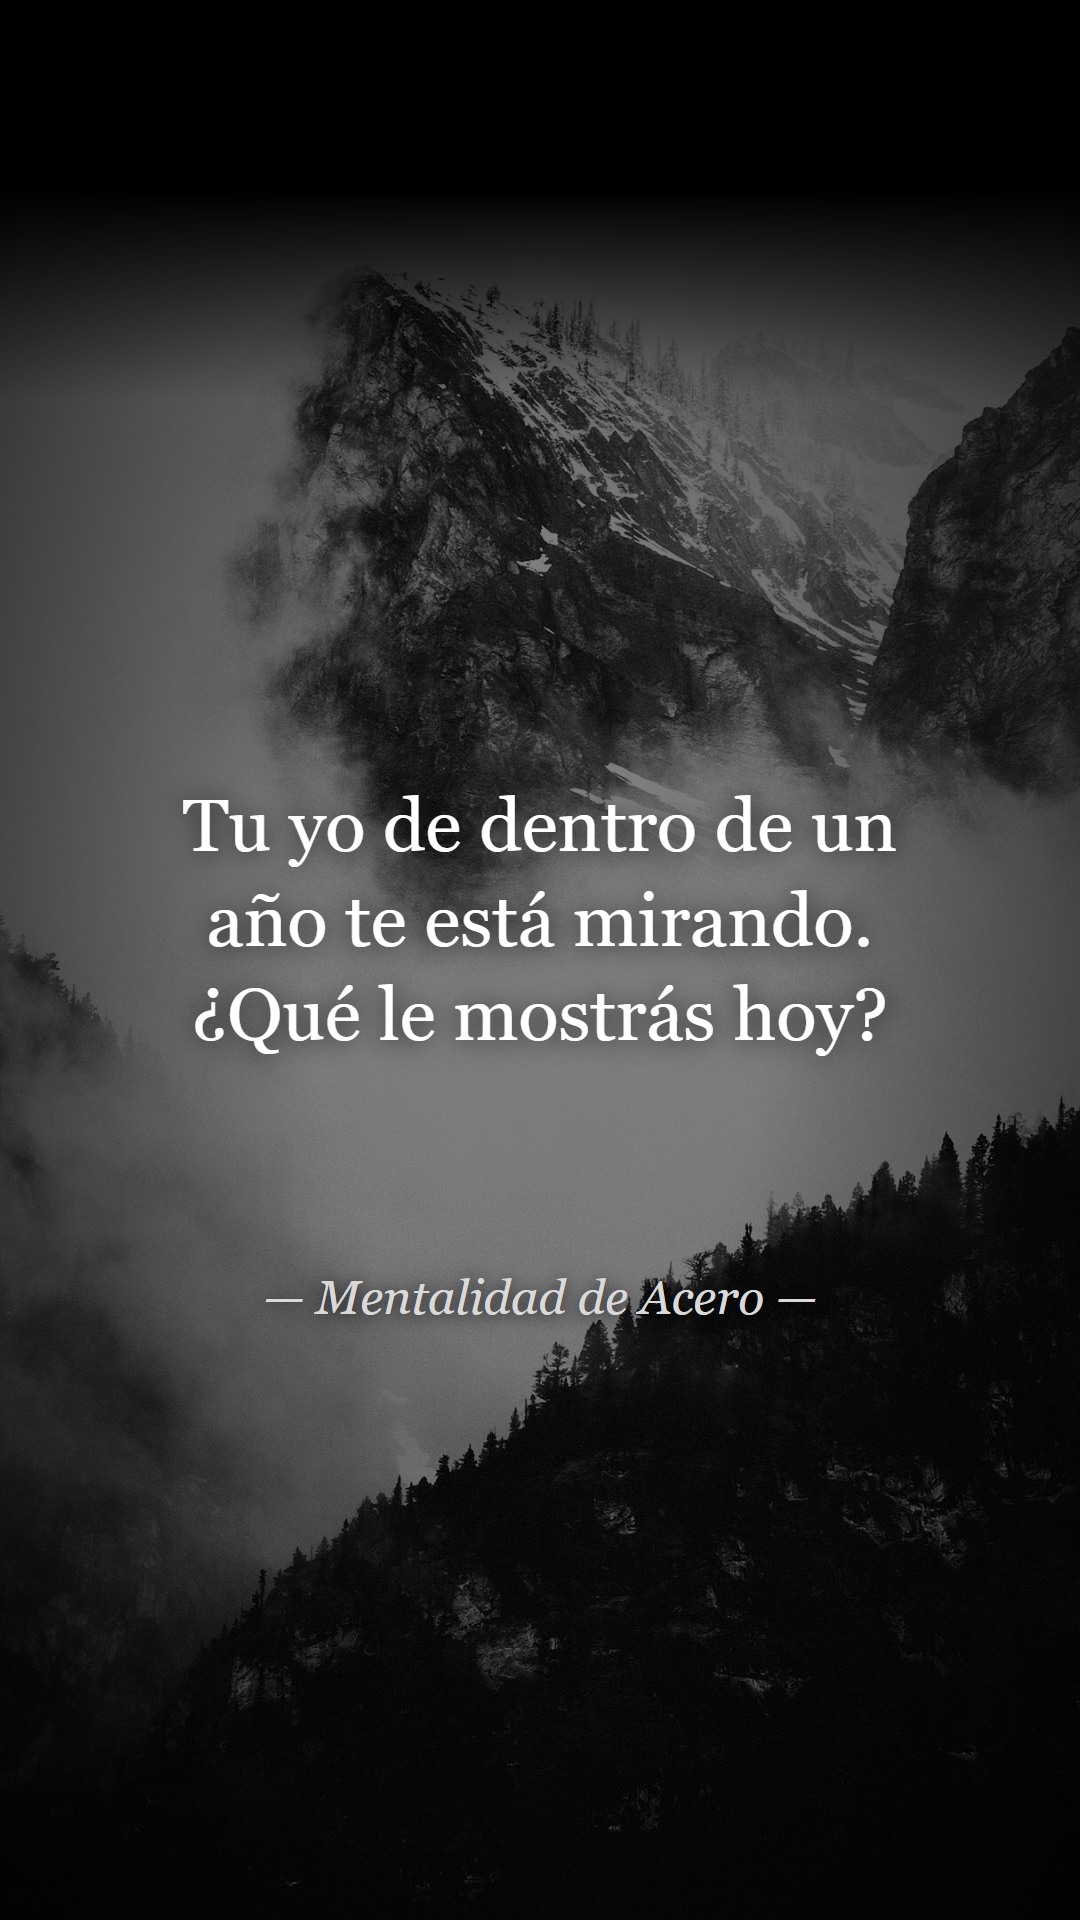 Tu yo de dentro de un
año te está mirando.
¿Qué le mostrás hoy?
— Mentalidad de Acero —